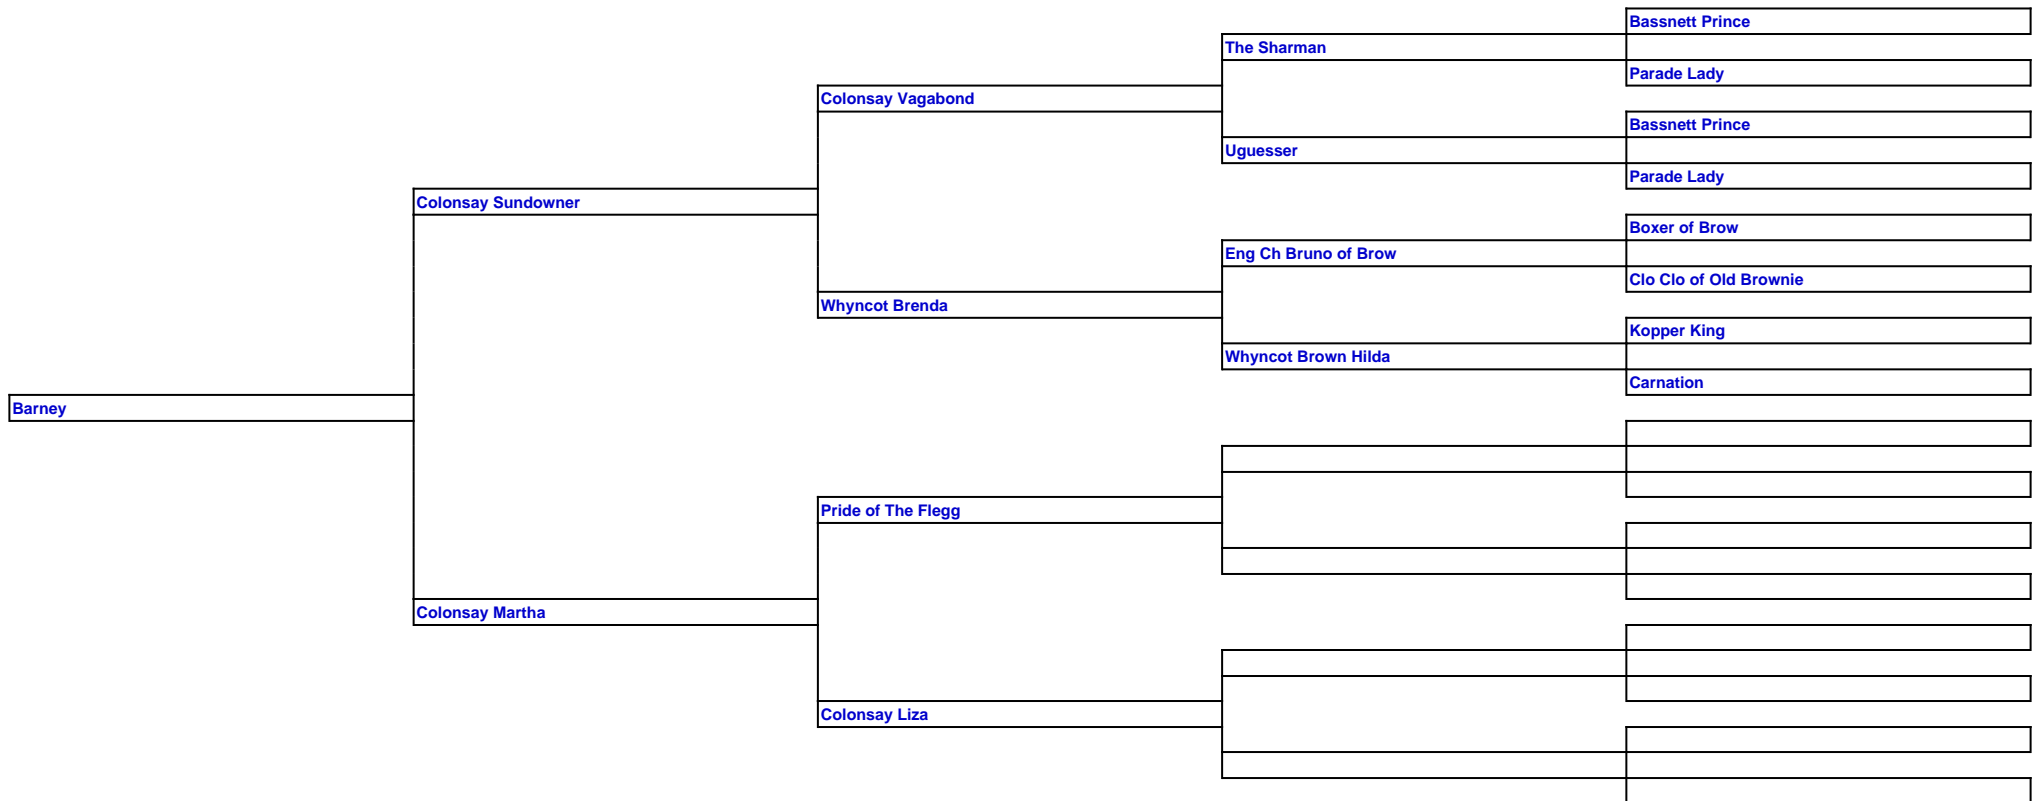 Bassnett Prince
The Sharman
Parade Lady
Colonsay Vagabond
Bassnett Prince
Uguesser
Parade Lady
Colonsay Sundowner
Boxer of Brow
Eng Ch Bruno of Brow
Clo Clo of Old Brownie
Whyncot Brenda
Kopper King
Whyncot Brown Hilda
Carnation
Barney
Pride of The Flegg
Colonsay Martha
Colonsay Liza